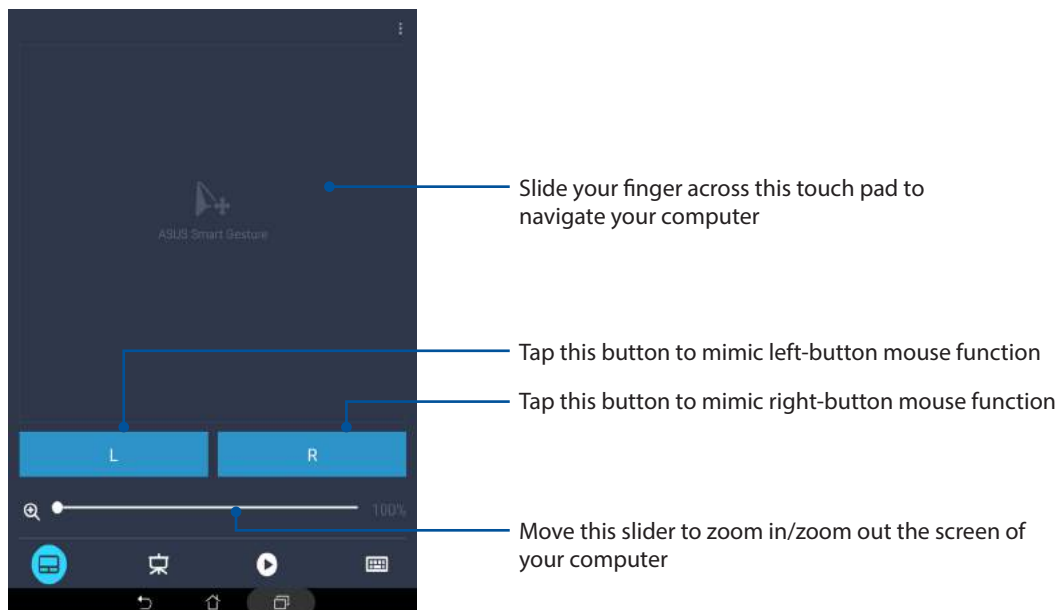 ASUS Smart Gesture
Slide your finger across this touch pad to
navigate your computer
Tap this button to mimic left-button mouse function
Tap this button to mimic right-button mouse function
L
R
100%
Move this slider to zoom in/zoom out the screen of
your computer